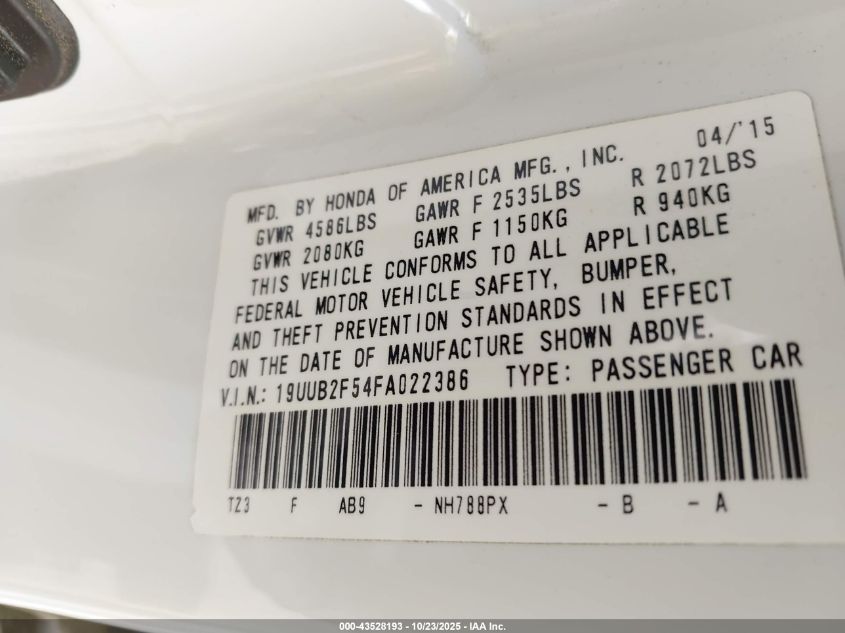 MFD. BY HONDA OF AMERICA MFG., INC. 04/'15
GVWR 4586LBS GAWR F 2535LBS R 2072LBS
GVWR 2080KG GAWR F 1150KG R 940KG
THIS VEHICLE CONFORMS TO ALL APPLICABLE
FEDERAL MOTOR VEHICLE SAFETY, BUMPER,
AND THEFT PREVENTION STANDARDS IN EFFECT
ON THE DATE OF MANUFACTURE SHOWN ABOVE.
V.I.N.: 19UUB2F54FA022386 TYPE: PASSENGER CAR
TZ3 F AB9 - NH788PX - B - A
000-43528193 - 10/23/2025 - IAA Inc.